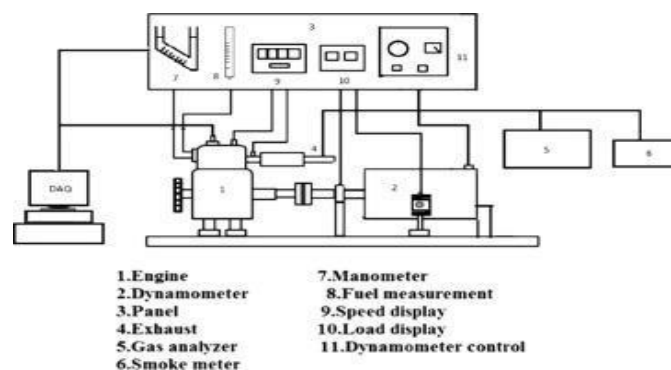 3
7
8
9
10
11
4
5
6
DAQ
1
2
1.Engine
2.Dynamometer
3.Panel
4.Exhaust
5.Gas analyzer
6.Smoke meter
7.Manometer
8.Fuel measurement
9.Speed display
10.Load display
11.Dynamometer control